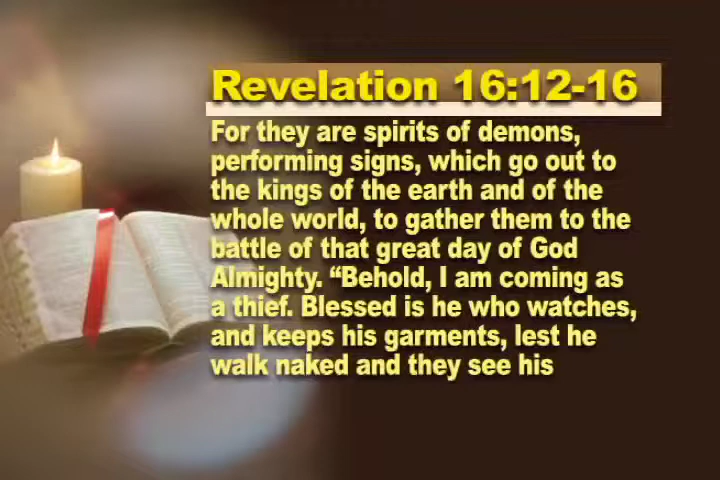 Revelation 16:12-16
For they are spirits of demons,
performing signs, which go out to
the kings of the earth and of the
whole world, to gather them to the
battle of that great day of God
Almighty. “Behold, I am coming as
a thief. Blessed is he who watches,
and keeps his garments, lest he
walk naked and they see his